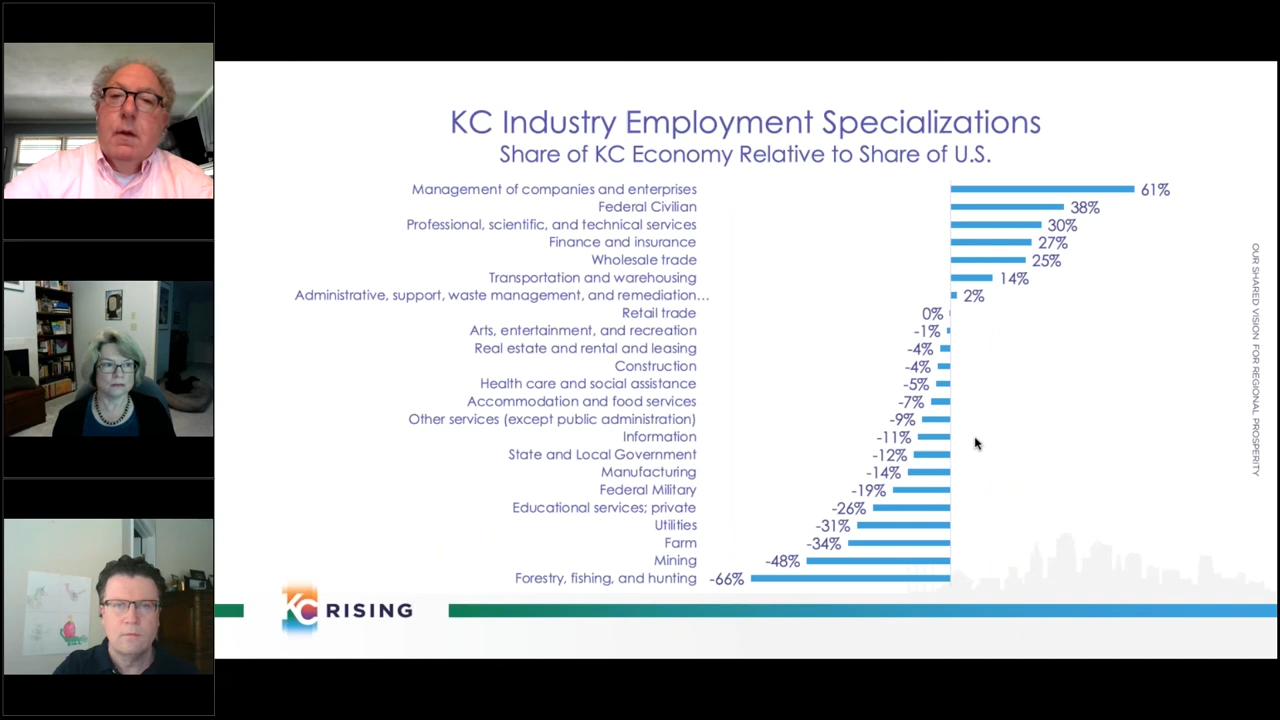 KC Industry Employment Specializations
Share of KC Economy Relative to Share of U.S.
Management of companies and enterprises 61%
Federal Civilian 38%
Professional, scientific, and technical services 30%
Finance and insurance 27%
Wholesale trade 25%
Transportation and warehousing 14%
Administrative, support, waste management, and remediation… 2%
Retail trade 0%
Arts, entertainment, and recreation -1%
Real estate and rental and leasing -4%
Construction -4%
Health care and social assistance -5%
Accommodation and food services -7%
Other services (except public administration) -9%
Information -11%
State and Local Government -12%
Manufacturing -14%
Federal Military -19%
Educational services; private -26%
Utilities -31%
Farm -34%
Mining -48%
Forestry, fishing, and hunting -66%
OUR SHARED VISION FOR REGIONAL PROSPERITY
KC RISING